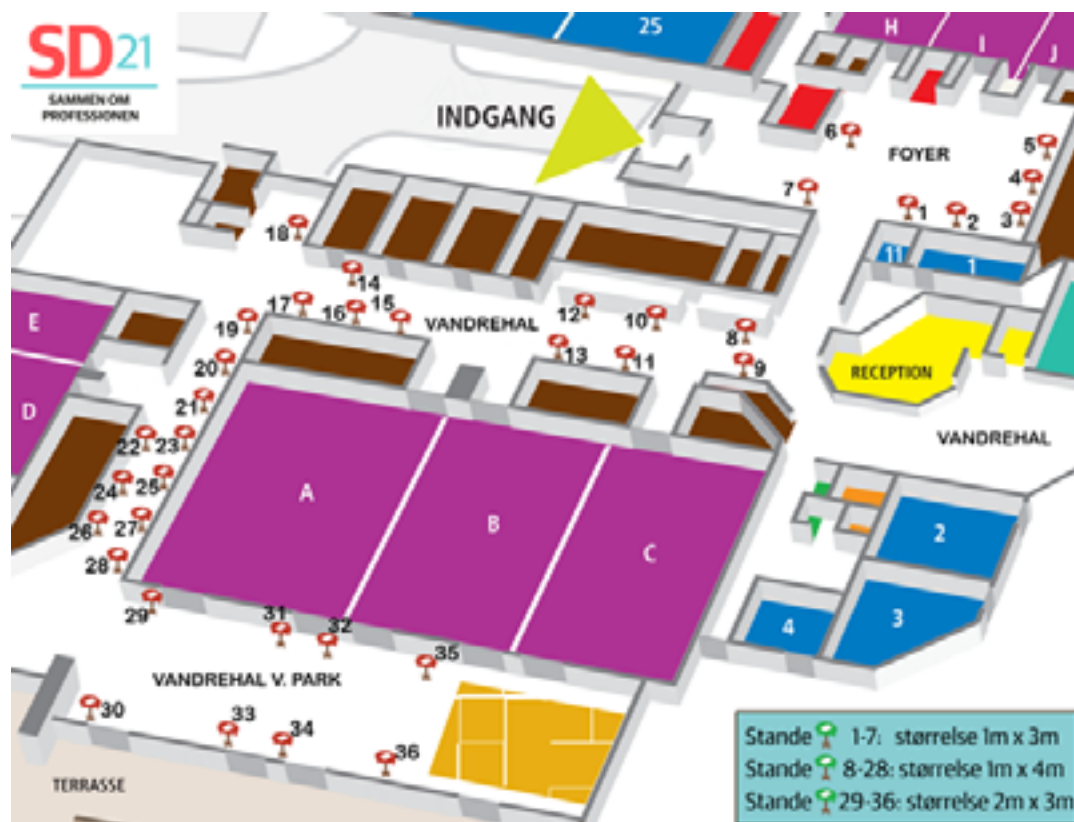 SD21
SAMMEN OM
PROFESSIONEN
25
H
I
J
INDGANG
6
FOYER
5
4
7
1
2
3
18
11
1
14
17
16
15
VANDREHAL
12
10
8
19
13
11
9
E
20
RECEPTION
D
21
22
23
VANDREHAL
24
25
A
B
C
26
27
2
28
29
31
32
4
3
35
VANDREHAL V. PARK
30
33
34
36
TERRASSE
Stande 1-7: størrelse 1m x 3m
Stande 8-28: størrelse 1m x 4m
Stande 29-36: størrelse 2m x 3m